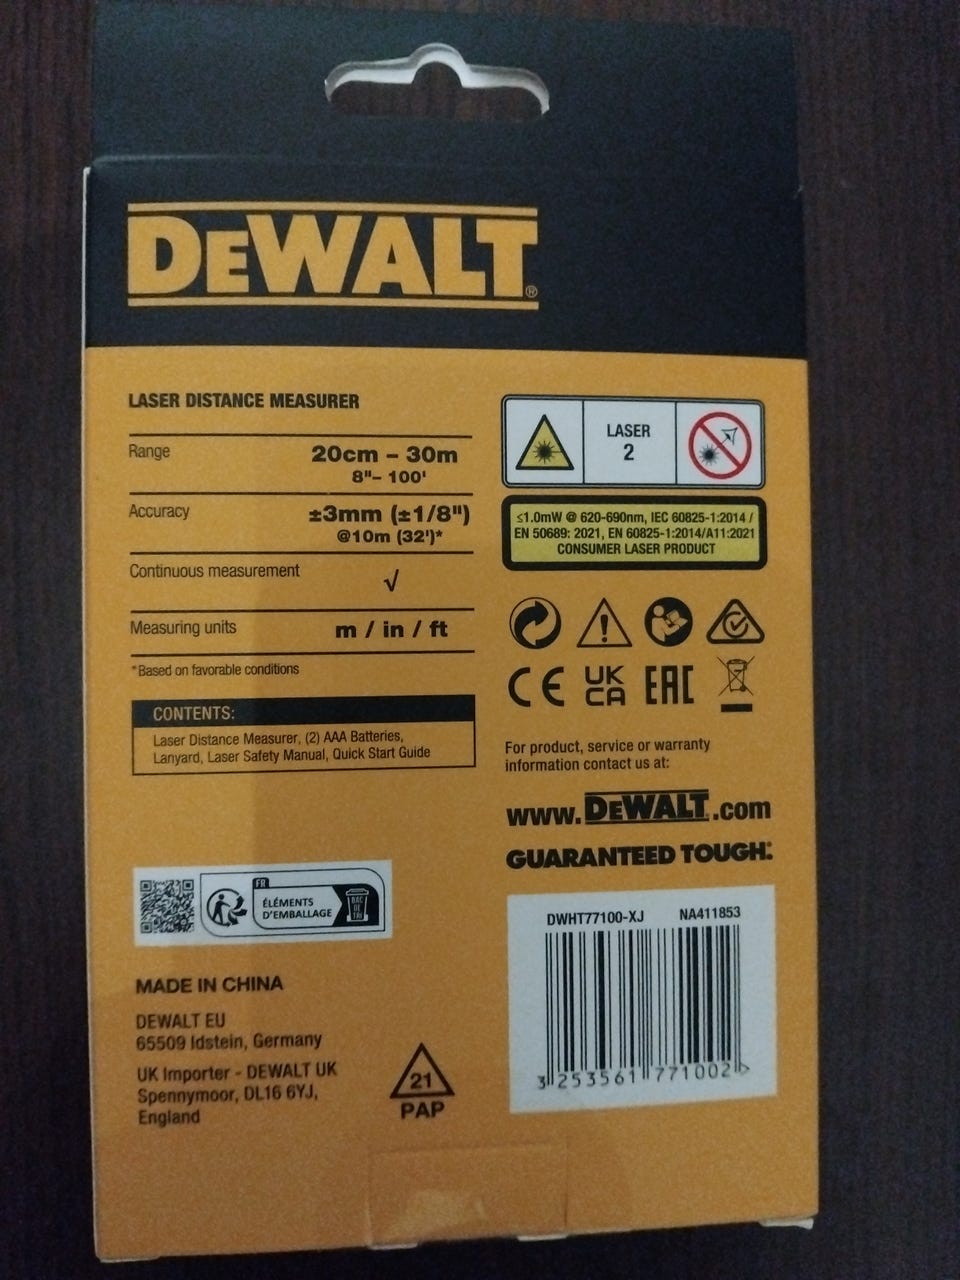 DEWALT®
LASER DISTANCE MEASURER
Range 20cm – 30m
8"– 100'
Accuracy ±3mm (±1/8")
@10m (32')*
Continuous measurement √
Measuring units m / in / ft
*Based on favorable conditions
CONTENTS:
Laser Distance Measurer, (2) AAA Batteries,
Lanyard, Laser Safety Manual, Quick Start Guide
LASER
2
≤1.0mW @ 620-690nm, IEC 60825-1:2014 /
EN 50689: 2021, EN 60825-1:2014/A11:2021
CONSUMER LASER PRODUCT
CE UK
CA EAC
For product, service or warranty
information contact us at:
www.DEWALT.com
GUARANTEED TOUGH.
FR
ÉLÉMENTS
D'EMBALLAGE
BAC
DE
TRI
MADE IN CHINA
DEWALT EU
65509 Idstein, Germany
UK Importer - DEWALT UK
Spennymoor, DL16 6YJ,
England
21
PAP
DWHT77100-XJ NA411853
3 253561 771002 >